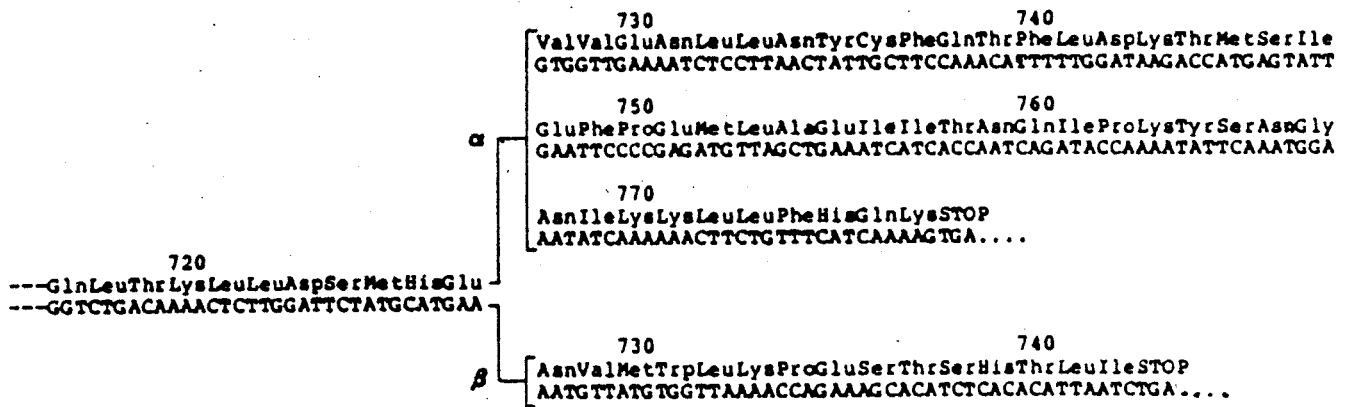 730 740
ValValGluAsnLeuLeuAsnTyrCysPheGlnThrPheLeuAspLysThrMetSerIle
GTGGTTGAAAATCTCCTTAACTATTGCTTCCAAACATTTTTGGATAAGACCATGAGTATT
750 760
α
GluPheProGluMetLeuAlaGluIleIleThrAsnGlnIleProLysTyrSerAsnGly
GAATTCCCCGAGATGTTAGCTGAAATCATCACCAATCAGATACCAAAATATTCAAATGGA
770
AsnIleLysLysLeuLeuPheHisGlnLysSTOP
AATATCAAAAAACTTCTGTTTCATCAAAAGTGA....
720
---GlnLeuThrLysLeuLeuAspSerMetHisGlu
---GGTCTGACAAAACTCTTGGATTCTATGCATGAA
730 740
β
AsnValMetTrpLeuLysProGluSerThrSerHisThrLeuIleSTOP
AATGTTATGTGGTTAAAACCAGAAAGCACATCTCACACATTAATCTGA....